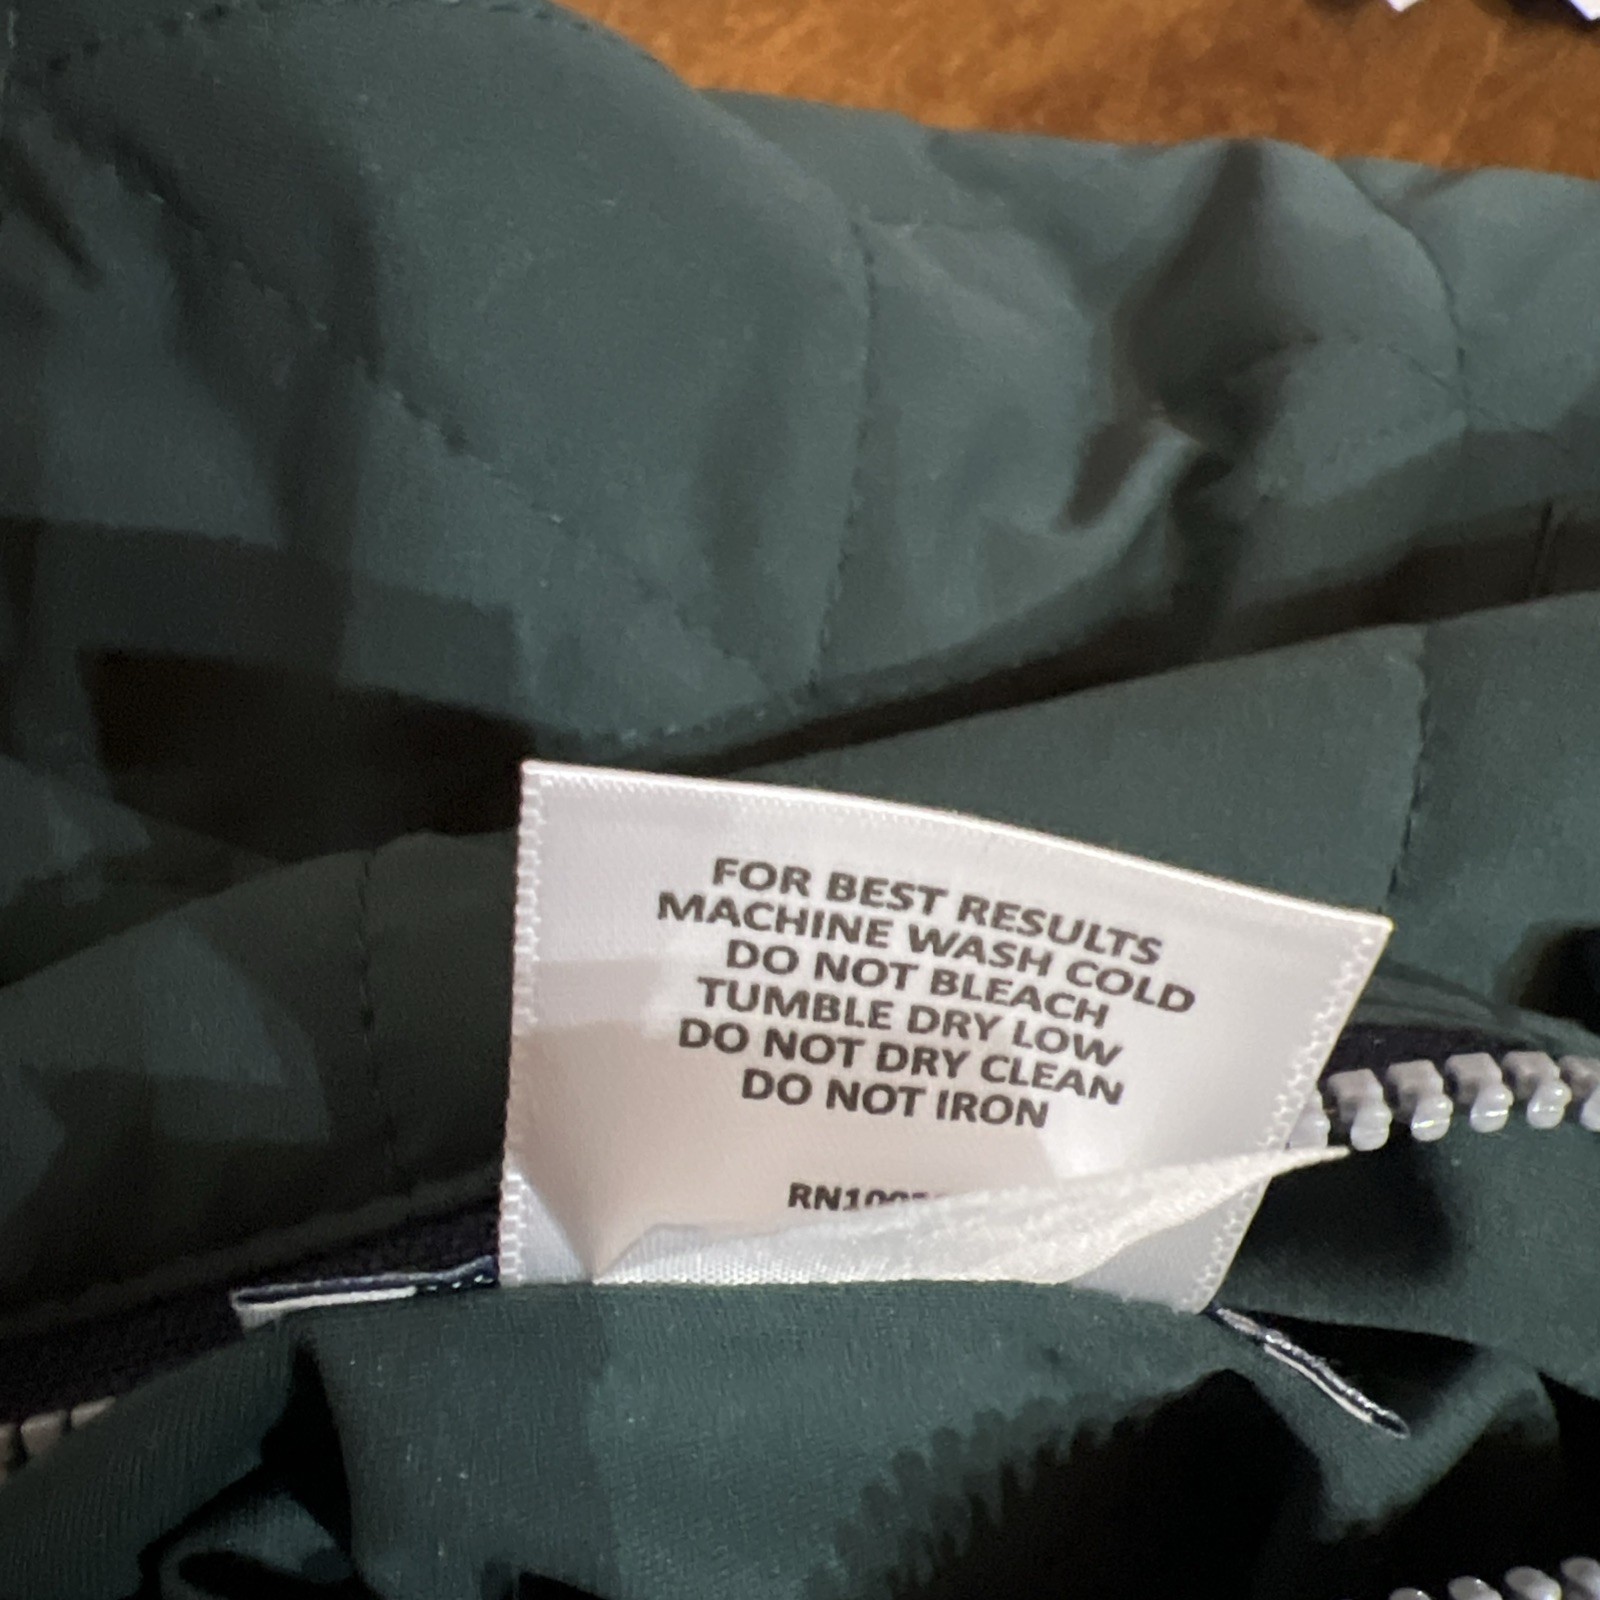 FOR BEST RESULTS
MACHINE WASH COLD
DO NOT BLEACH
TUMBLE DRY LOW
DO NOT DRY CLEAN
DO NOT IRON